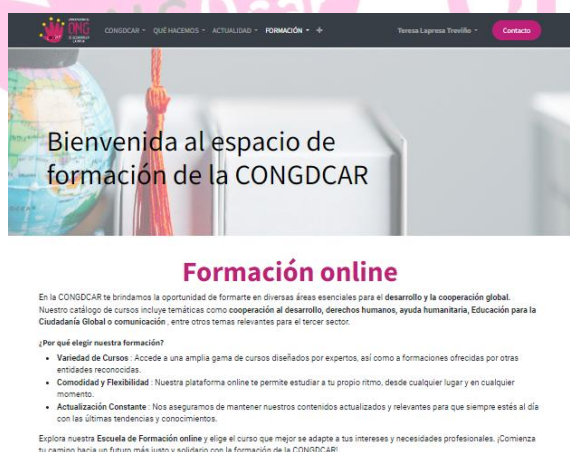 ONG
CONGDCAR
QUÉ HACEMOS
ACTUALIDAD
FORMACIÓN
+
Teresa Lapresa Treviño
Contacto
Bienvenida al espacio de
formación de la CONGDCAR
Formación online
En la CONGDCAR te brindamos la oportunidad de formarte en diversas áreas esenciales para el desarrollo y la cooperación global.
Nuestro catálogo de cursos incluye temáticas como cooperación al desarrollo, derechos humanos, ayuda humanitaria, Educación para la
Ciudadanía Global o comunicación , entre otros temas relevantes para el tercer sector.
¿Por qué elegir nuestra formación?
• Variedad de Cursos : Accede a una amplia gama de cursos diseñados por expertos, así como a formaciones ofrecidas por otras
entidades reconocidas.
• Comodidad y Flexibilidad : Nuestra plataforma online te permite estudiar a tu propio ritmo, desde cualquier lugar y en cualquier
momento.
• Actualización Constante : Nos aseguramos de mantener nuestros contenidos actualizados y relevantes para que siempre estés al día
con las últimas tendencias y conocimientos.
Explora nuestra Escuela de Formación online y elige el curso que mejor se adapte a tus intereses y necesidades profesionales. ¡Comienza
tu camino hacia un futuro más justo y solidario con la formación de la CONGDCAR!